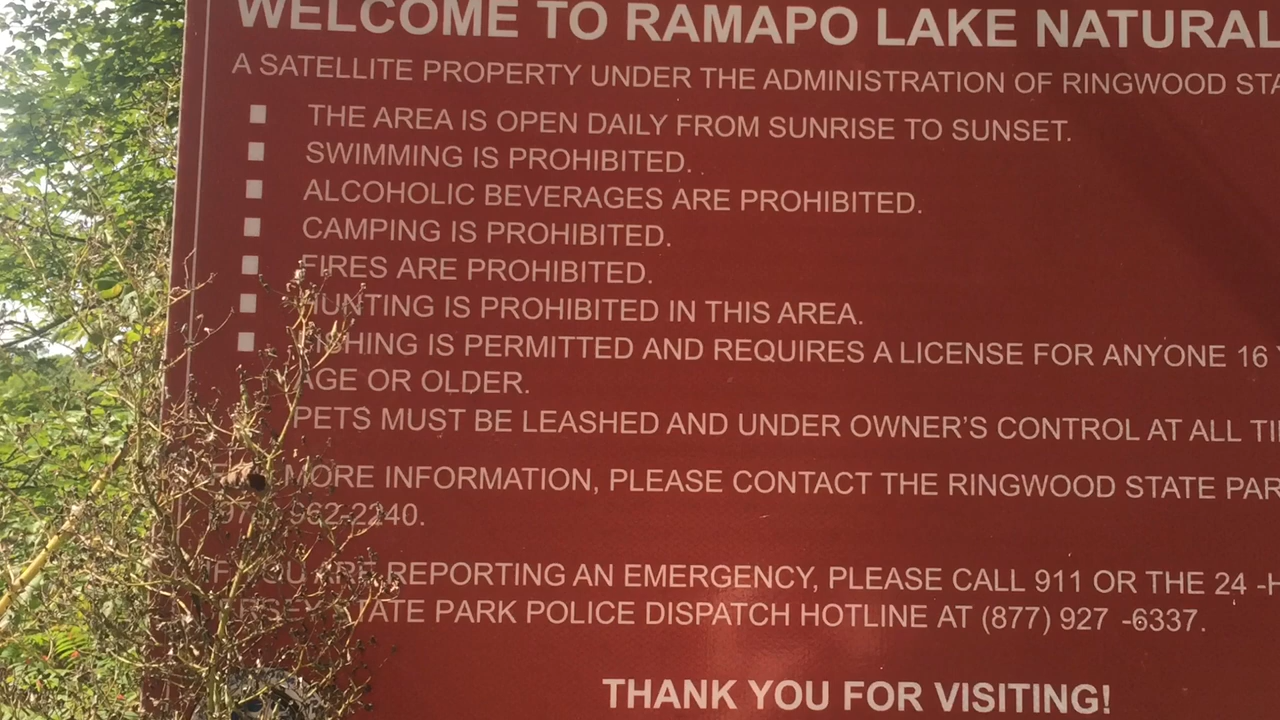 WELCOME TO RAMAPO LAKE NATURAL
A SATELLITE PROPERTY UNDER THE ADMINISTRATION OF RINGWOOD STA
THE AREA IS OPEN DAILY FROM SUNRISE TO SUNSET.
SWIMMING IS PROHIBITED.
ALCOHOLIC BEVERAGES ARE PROHIBITED.
CAMPING IS PROHIBITED.
FIRES ARE PROHIBITED.
HUNTING IS PROHIBITED IN THIS AREA.
FISHING IS PERMITTED AND REQUIRES A LICENSE FOR ANYONE 16
AGE OR OLDER.
PETS MUST BE LEASHED AND UNDER OWNER'S CONTROL AT ALL TI
MORE INFORMATION, PLEASE CONTACT THE RINGWOOD STATE PAR
962-2240.
IF YOU ARE REPORTING AN EMERGENCY, PLEASE CALL 911 OR THE 24 -H
JERSEY STATE PARK POLICE DISPATCH HOTLINE AT (877) 927 -6337.
THANK YOU FOR VISITING!